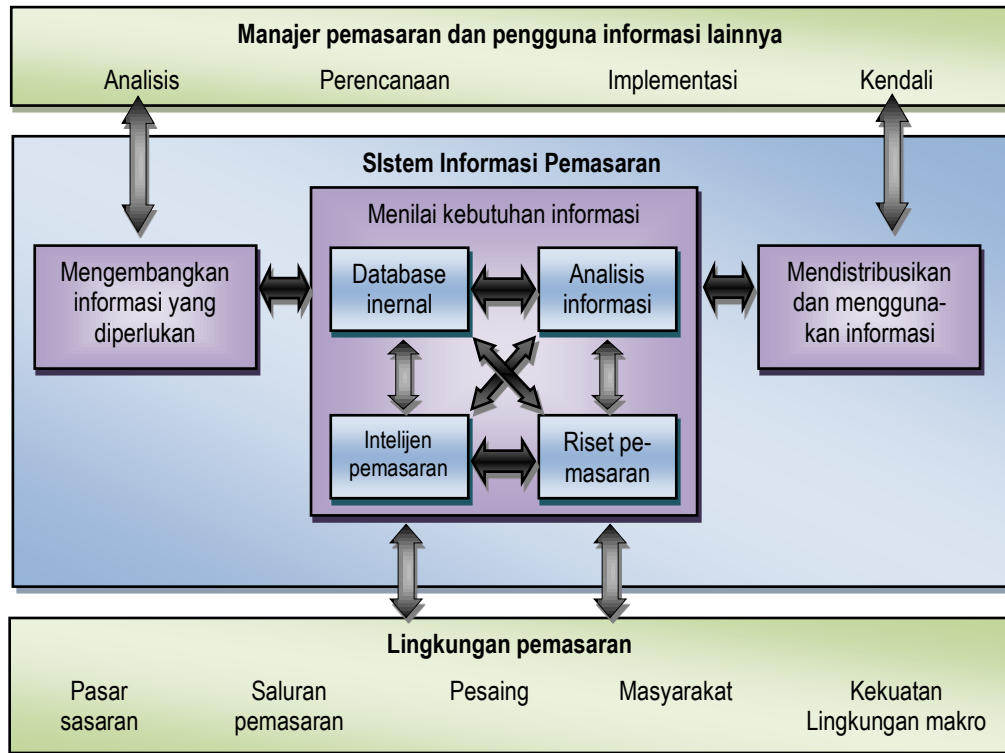 Manajer pemasaran dan pengguna informasi lainnya
Analisis Perencanaan Implementasi Kendali
SIstem Informasi Pemasaran
Menilai kebutuhan informasi
Mengembangkan
informasi yang
diperlukan
Database
inernal
Analisis
informasi
Mendistribusikan
dan mengguna-
kan informasi
Intelijen
pemasaran
Riset pe-
masaran
Lingkungan pemasaran
Pasar
sasaran
Saluran
pemasaran
Pesaing
Masyarakat
Kekuatan
Lingkungan makro